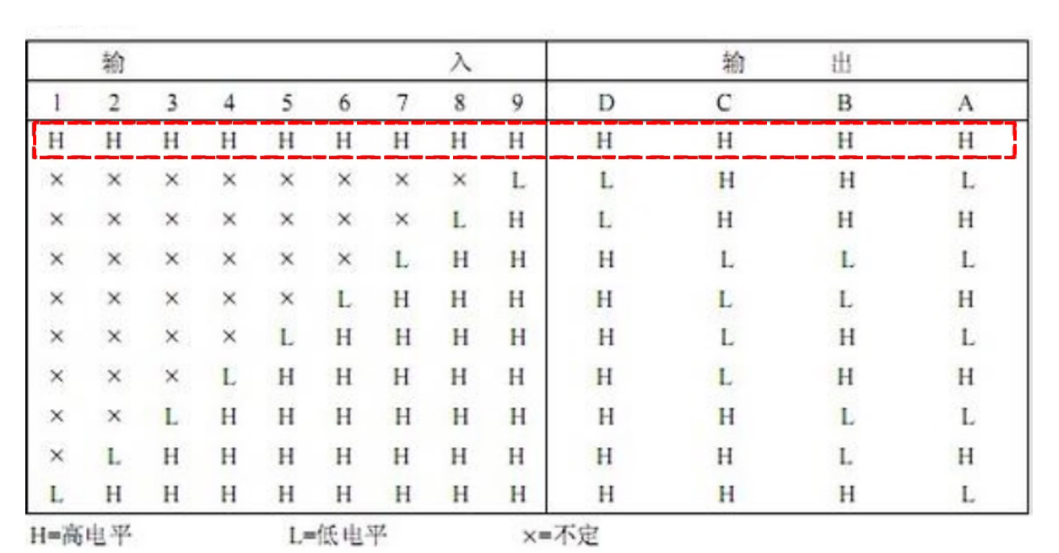 输 入 输 出
1 2 3 4 5 6 7 8 9 D C B A
H H H H H H H H H H H H H
× × × × × × × × L L H H L
× × × × × × × L H L H H H
× × × × × × L H H H L L L
× × × × × L H H H H L L H
× × × × L H H H H H L H L
× × × L H H H H H H L H H
× × L H H H H H H H H L L
× L H H H H H H H H H L H
L H H H H H H H H H H H L
H=高电平 L=低电平 ×=不定